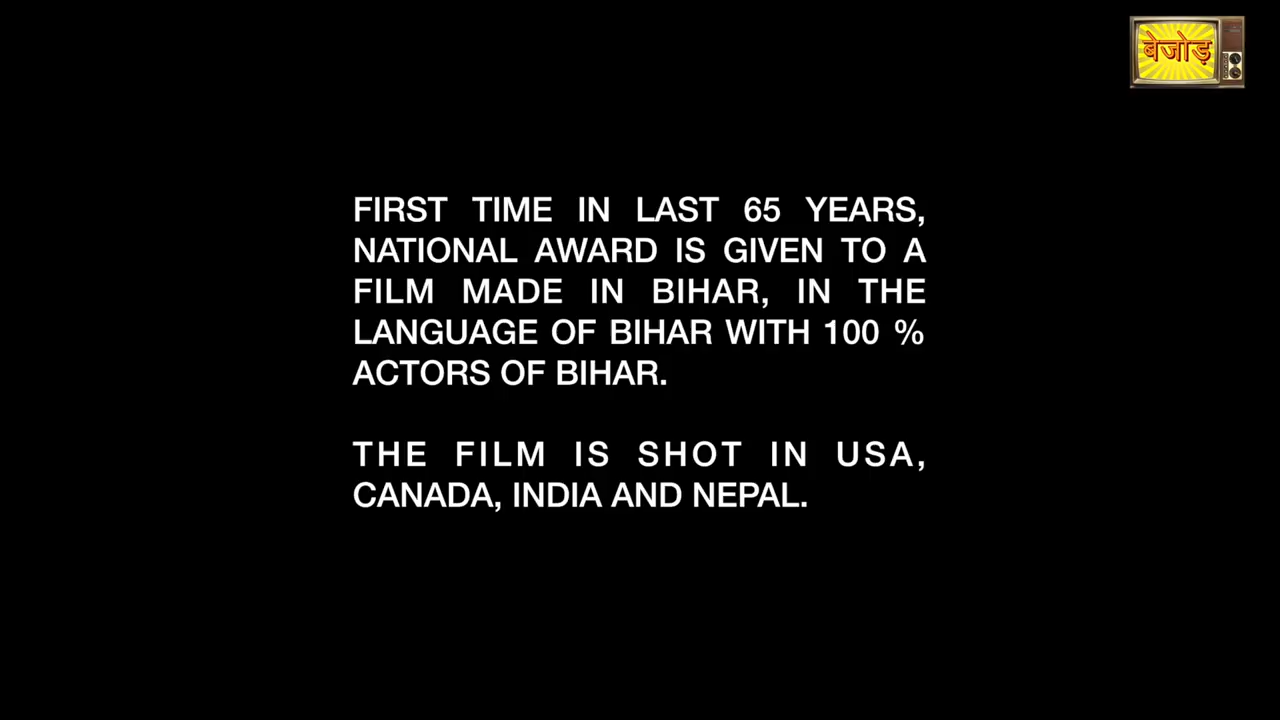 बेजोड़
FIRST TIME IN LAST 65 YEARS,
NATIONAL AWARD IS GIVEN TO A
FILM MADE IN BIHAR, IN THE
LANGUAGE OF BIHAR WITH 100 %
ACTORS OF BIHAR.
THE FILM IS SHOT IN USA,
CANADA, INDIA AND NEPAL.